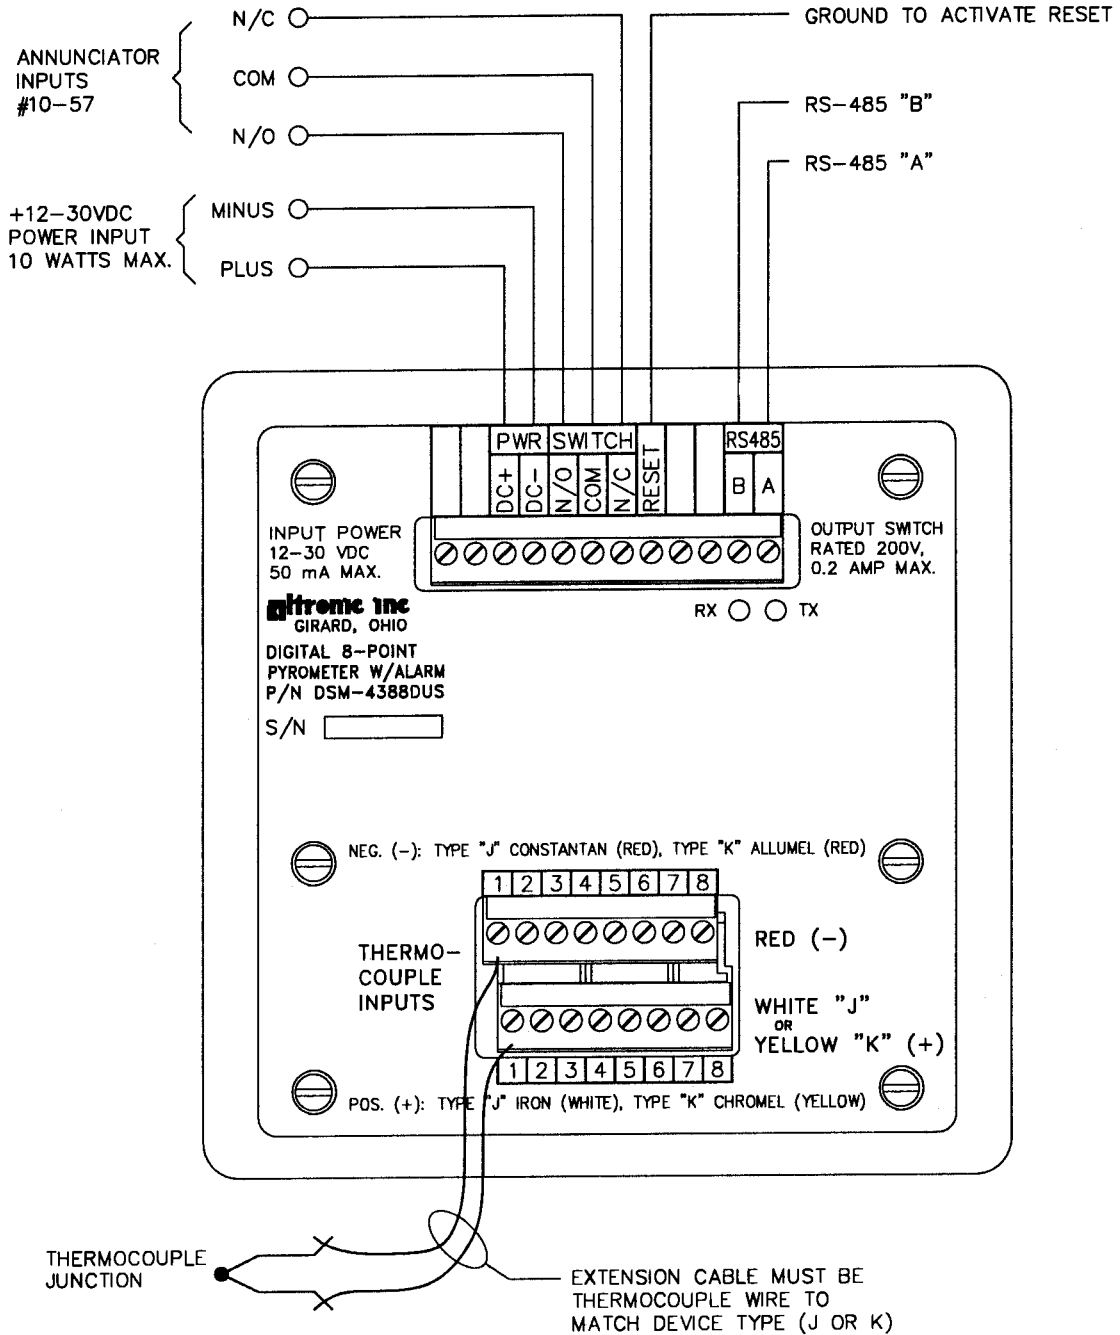 N/C
GROUND TO ACTIVATE RESET
ANNUNCIATOR
INPUTS
#10-57
COM
N/O
RS-485 "B"
RS-485 "A"
+12-30VDC
POWER INPUT
10 WATTS MAX.
MINUS
PLUS
PWR SWITCH RESET RS485
DC+ DC- N/O COM N/C B A
INPUT POWER
12-30 VDC
50 mA MAX.
OUTPUT SWITCH
RATED 200V,
0.2 AMP MAX.
altronic inc
GIRARD, OHIO
RX TX
DIGITAL 8-POINT
PYROMETER W/ALARM
P/N DSM-4388DUS
S/N
NEG. (-): TYPE "J" CONSTANTAN (RED), TYPE "K" ALLUMEL (RED)
1 2 3 4 5 6 7 8
THERMO-
COUPLE
INPUTS
RED (-)
WHITE "J"
OR
YELLOW "K" (+)
1 2 3 4 5 6 7 8
POS. (+): TYPE "J" IRON (WHITE), TYPE "K" CHROMEL (YELLOW)
THERMOCOUPLE
JUNCTION
EXTENSION CABLE MUST BE
THERMOCOUPLE WIRE TO
MATCH DEVICE TYPE (J OR K)